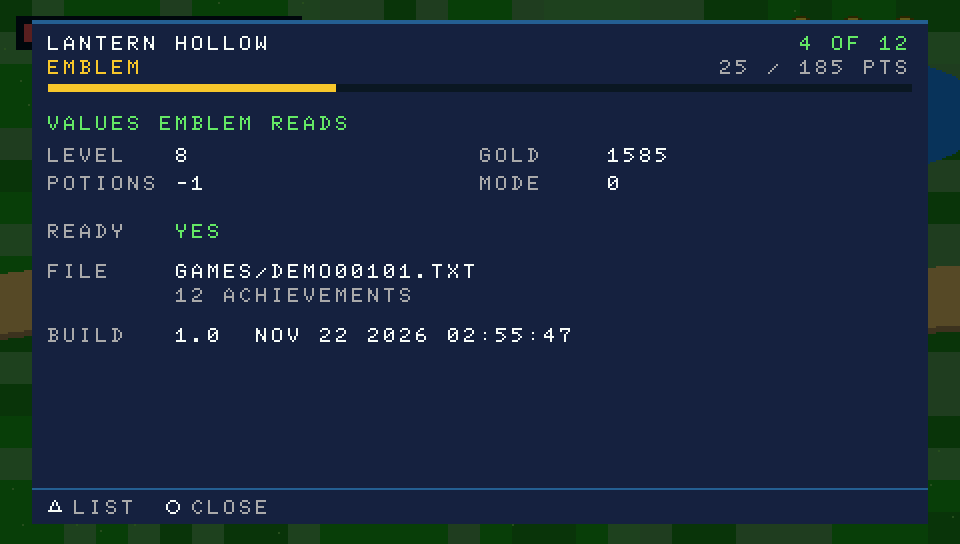 LANTERN HOLLOW 4 OF 12
EMBLEM 25 / 185 PTS
VALUES EMBLEM READS
LEVEL 8 GOLD 1585
POTIONS -1 MODE 0
READY YES
FILE GAMES/DEMO00101.TXT
12 ACHIEVEMENTS
BUILD 1.0 NOV 22 2026 02:55:47
LIST CLOSE